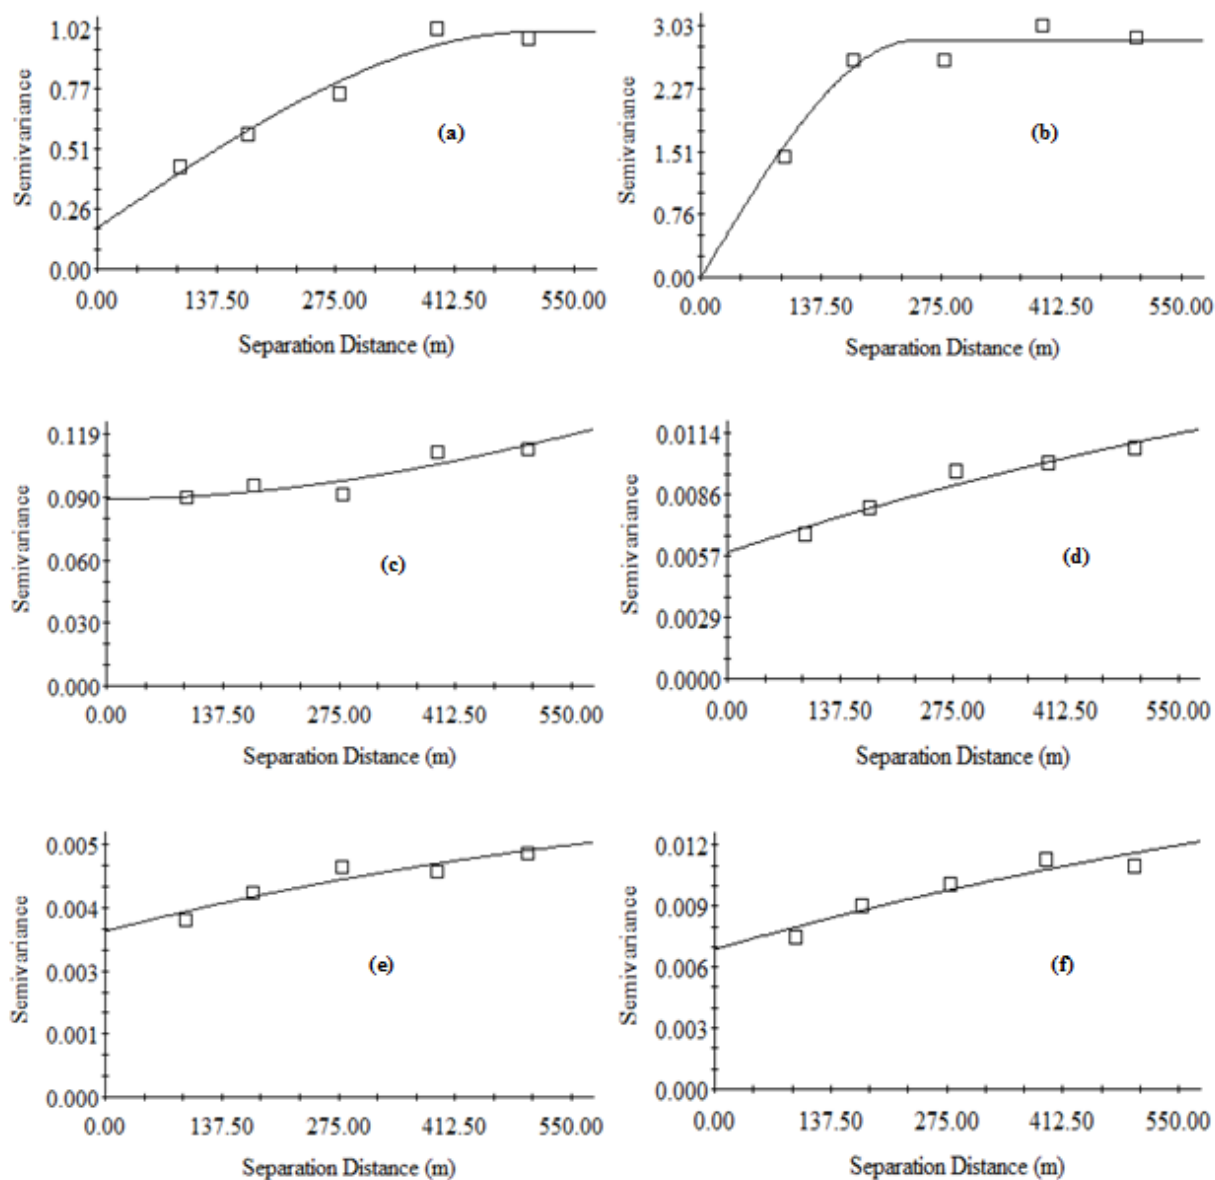 1.02
0.77
0.51
0.26
0.00
Semivariance
(a)
0.00 137.50 275.00 412.50 550.00
Separation Distance (m)
3.03
2.27
1.51
0.76
0.00
Semivariance
(b)
0.00 137.50 275.00 412.50 550.00
Separation Distance (m)
0.119
0.090
0.060
0.030
0.000
Semivariance
(c)
0.00 137.50 275.00 412.50 550.00
Separation Distance (m)
0.0114
0.0086
0.0057
0.0029
0.0000
Semivariance
(d)
0.00 137.50 275.00 412.50 550.00
Separation Distance (m)
0.005
0.004
0.003
0.001
0.000
Semivariance
(e)
0.00 137.50 275.00 412.50 550.00
Separation Distance (m)
0.012
0.009
0.006
0.003
0.000
Semivariance
(f)
0.00 137.50 275.00 412.50 550.00
Separation Distance (m)